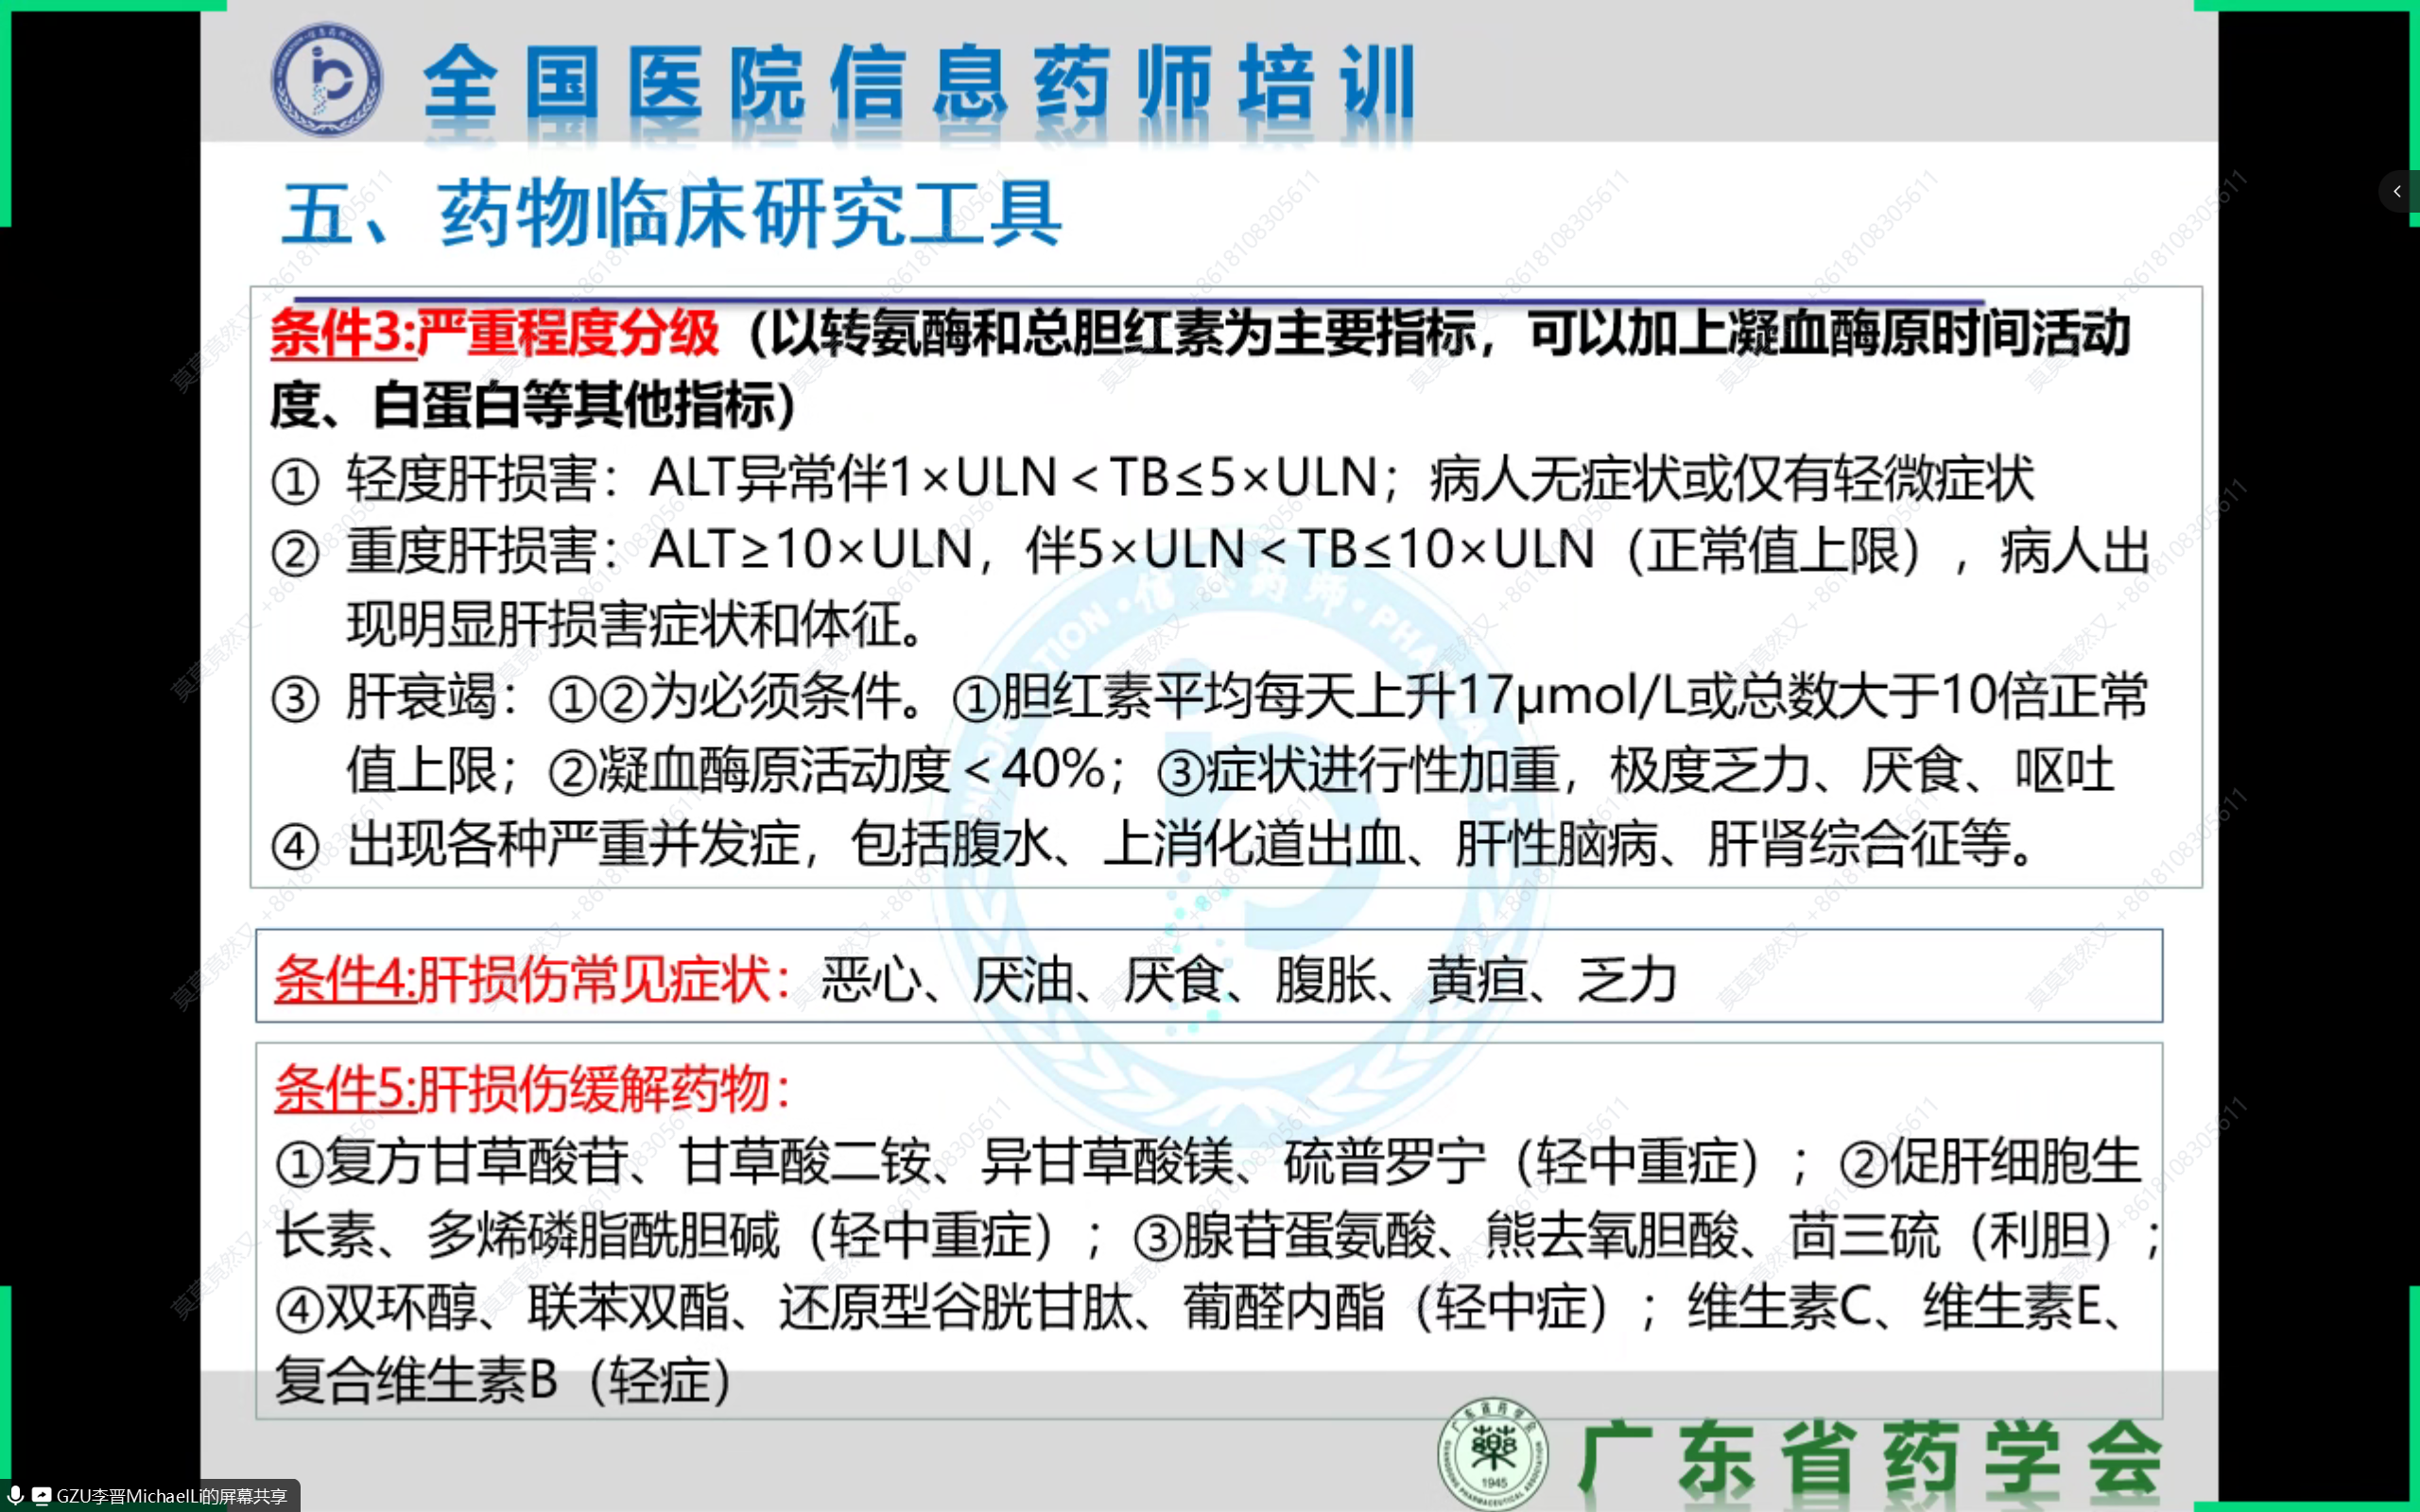 全国医院信息药师培训
五、药物临床研究工具
条件3:严重程度分级（以转氨酶和总胆红素为主要指标，可以加上凝血酶原时间活动
度、白蛋白等其他指标）
① 轻度肝损害：ALT异常伴1×ULN＜TB≤5×ULN；病人无症状或仅有轻微症状
② 重度肝损害：ALT≥10×ULN，伴5×ULN＜TB≤10×ULN（正常值上限），病人出
现明显肝损害症状和体征。
③ 肝衰竭：①②为必须条件。①胆红素平均每天上升17μmol/L或总数大于10倍正常
值上限；②凝血酶原活动度＜40%；③症状进行性加重，极度乏力、厌食、呕吐
④ 出现各种严重并发症，包括腹水、上消化道出血、肝性脑病、肝肾综合征等。
条件4:肝损伤常见症状：恶心、厌油、厌食、腹胀、黄疸、乏力
条件5:肝损伤缓解药物：
①复方甘草酸苷、甘草酸二铵、异甘草酸镁、硫普罗宁（轻中重症）；②促肝细胞生
长素、多烯磷脂酰胆碱（轻中重症）；③腺苷蛋氨酸、熊去氧胆酸、茴三硫（利胆）；
④双环醇、联苯双酯、还原型谷胱甘肽、葡醛内酯（轻中症）；维生素C、维生素E、
复合维生素B（轻症）
广东省药学会
1945
GZU李晋MichaelLi的屏幕共享